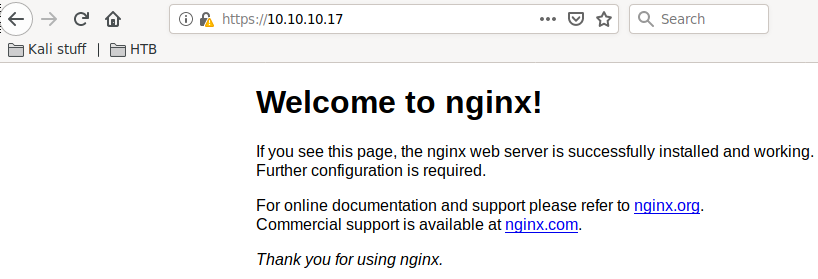 https://10.10.10.17
Search
Kali stuff | HTB
Welcome to nginx!
If you see this page, the nginx web server is successfully installed and working.
Further configuration is required.
For online documentation and support please refer to nginx.org.
Commercial support is available at nginx.com.
Thank you for using nginx.